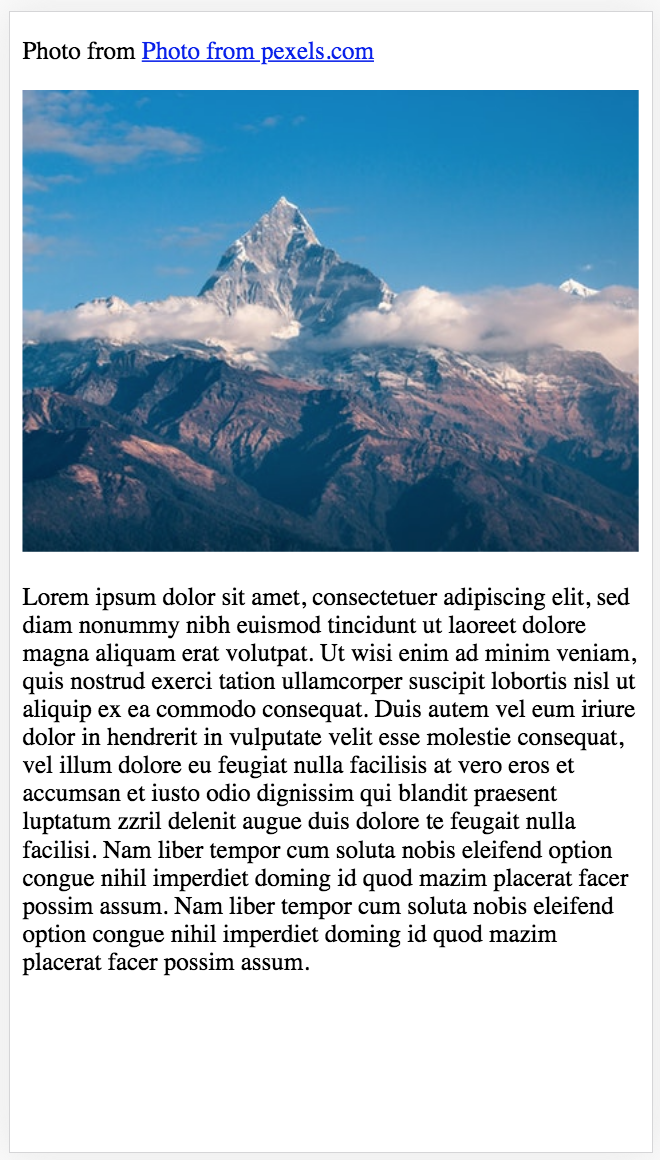 Photo from Photo from pexels.com
Lorem ipsum dolor sit amet, consectetuer adipiscing elit, sed
diam nonummy nibh euismod tincidunt ut laoreet dolore
magna aliquam erat volutpat. Ut wisi enim ad minim veniam,
quis nostrud exerci tation ullamcorper suscipit lobortis nisl ut
aliquip ex ea commodo consequat. Duis autem vel eum iriure
dolor in hendrerit in vulputate velit esse molestie consequat,
vel illum dolore eu feugiat nulla facilisis at vero eros et
accumsan et iusto odio dignissim qui blandit praesent
luptatum zzril delenit augue duis dolore te feugait nulla
facilisi. Nam liber tempor cum soluta nobis eleifend option
congue nihil imperdiet doming id quod mazim placerat facer
possim assum. Nam liber tempor cum soluta nobis eleifend
option congue nihil imperdiet doming id quod mazim
placerat facer possim assum.